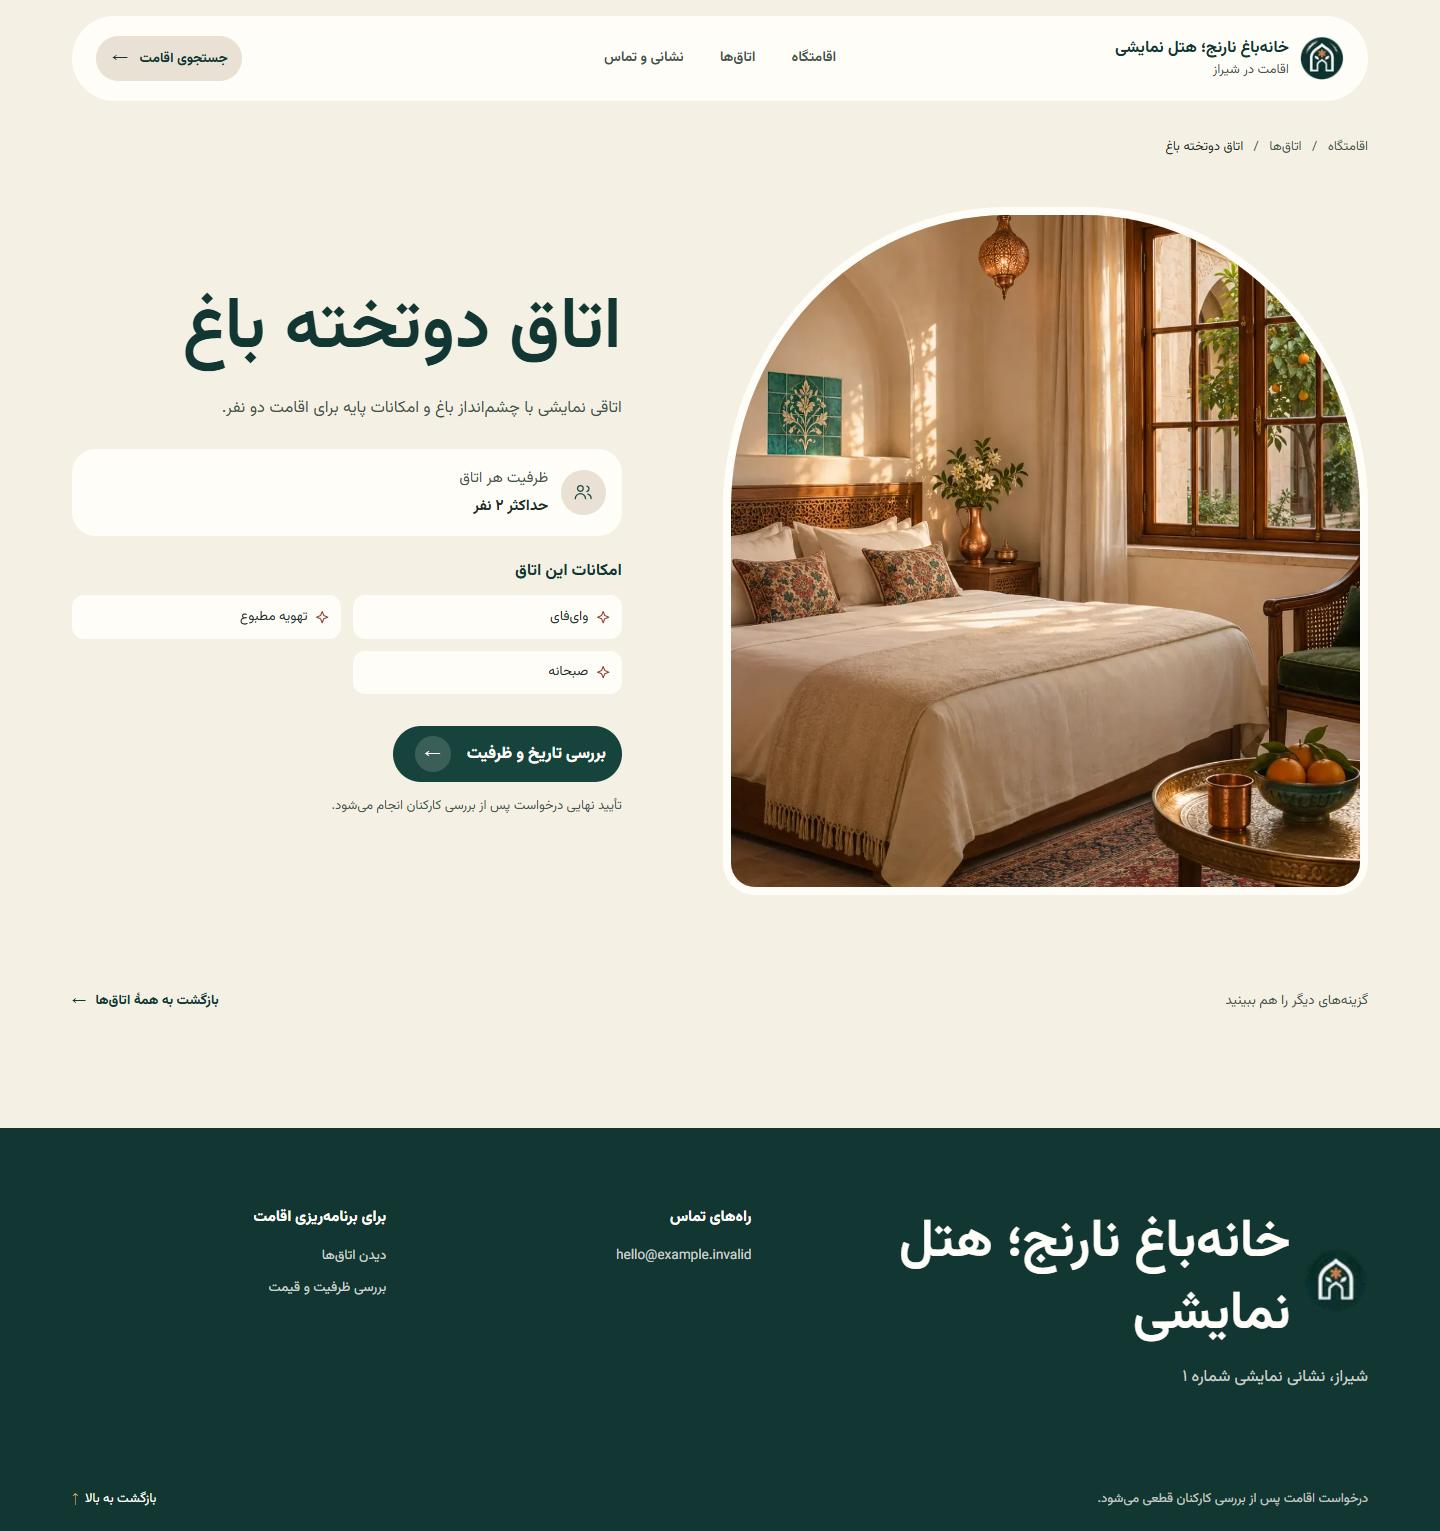 خانه‌باغ نارنج؛ هتل نمایشی
اقامت در شیراز
اقامتگاه
اتاق‌ها
نشانی و تماس
جستجوی اقامت ←
اقامتگاه / اتاق‌ها / اتاق دوتخته باغ
اتاق دوتخته باغ
اتاقی نمایشی با چشم‌انداز باغ و امکانات پایه برای اقامت دو نفر.
ظرفیت هر اتاق
حداکثر ۲ نفر
امکانات این اتاق
وای‌فای
تهویه مطبوع
صبحانه
بررسی تاریخ و ظرفیت ←
تأیید نهایی درخواست پس از بررسی کارکنان انجام می‌شود.
گزینه‌های دیگر را هم ببینید
بازگشت به همهٔ اتاق‌ها ←
خانه‌باغ نارنج؛ هتل
نمایشی
شیراز، نشانی نمایشی شماره ۱
راه‌های تماس
hello@example.invalid
برای برنامه‌ریزی اقامت
دیدن اتاق‌ها
بررسی ظرفیت و قیمت
درخواست اقامت پس از بررسی کارکنان قطعی می‌شود.
بازگشت به بالا ↑